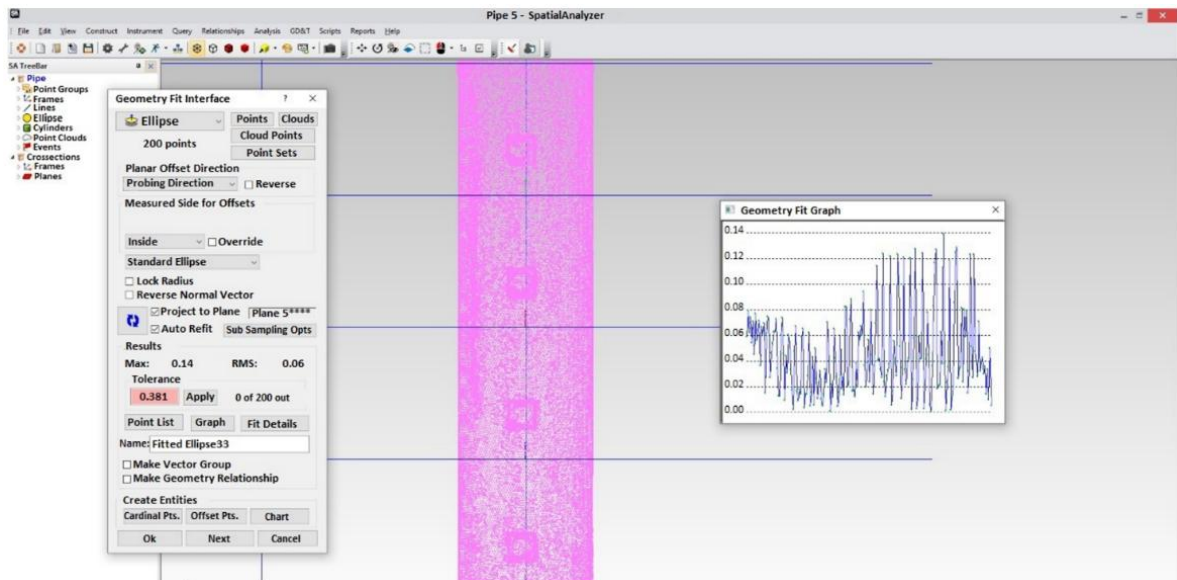 Pipe 5 - SpatialAnalyzer
File Edit View Construct Instrument Query Relationships Analysis GD&T Scripts Reports Help
SA TreeBar
Pipe
Point Groups
Frames
Lines
Ellipse
Cylinders
Point Clouds
Events
Crossections
Frames
Planes
Geometry Fit Interface ? ×
Ellipse Points Clouds
200 points Cloud Points
Point Sets
Planar Offset Direction
Probing Direction Reverse
Measured Side for Offsets
Inside Override
Standard Ellipse
Lock Radius
Reverse Normal Vector
Project to Plane Plane 5****
Auto Refit Sub Sampling Opts
Results
Max: 0.14 RMS: 0.06
Tolerance
0.381 Apply 0 of 200 out
Point List Graph Fit Details
Name: Fitted Ellipse33
Make Vector Group
Make Geometry Relationship
Create Entities
Cardinal Pts. Offset Pts. Chart
Ok Next Cancel
Geometry Fit Graph
0.14
0.12
0.10
0.08
0.06
0.04
0.02
0.00